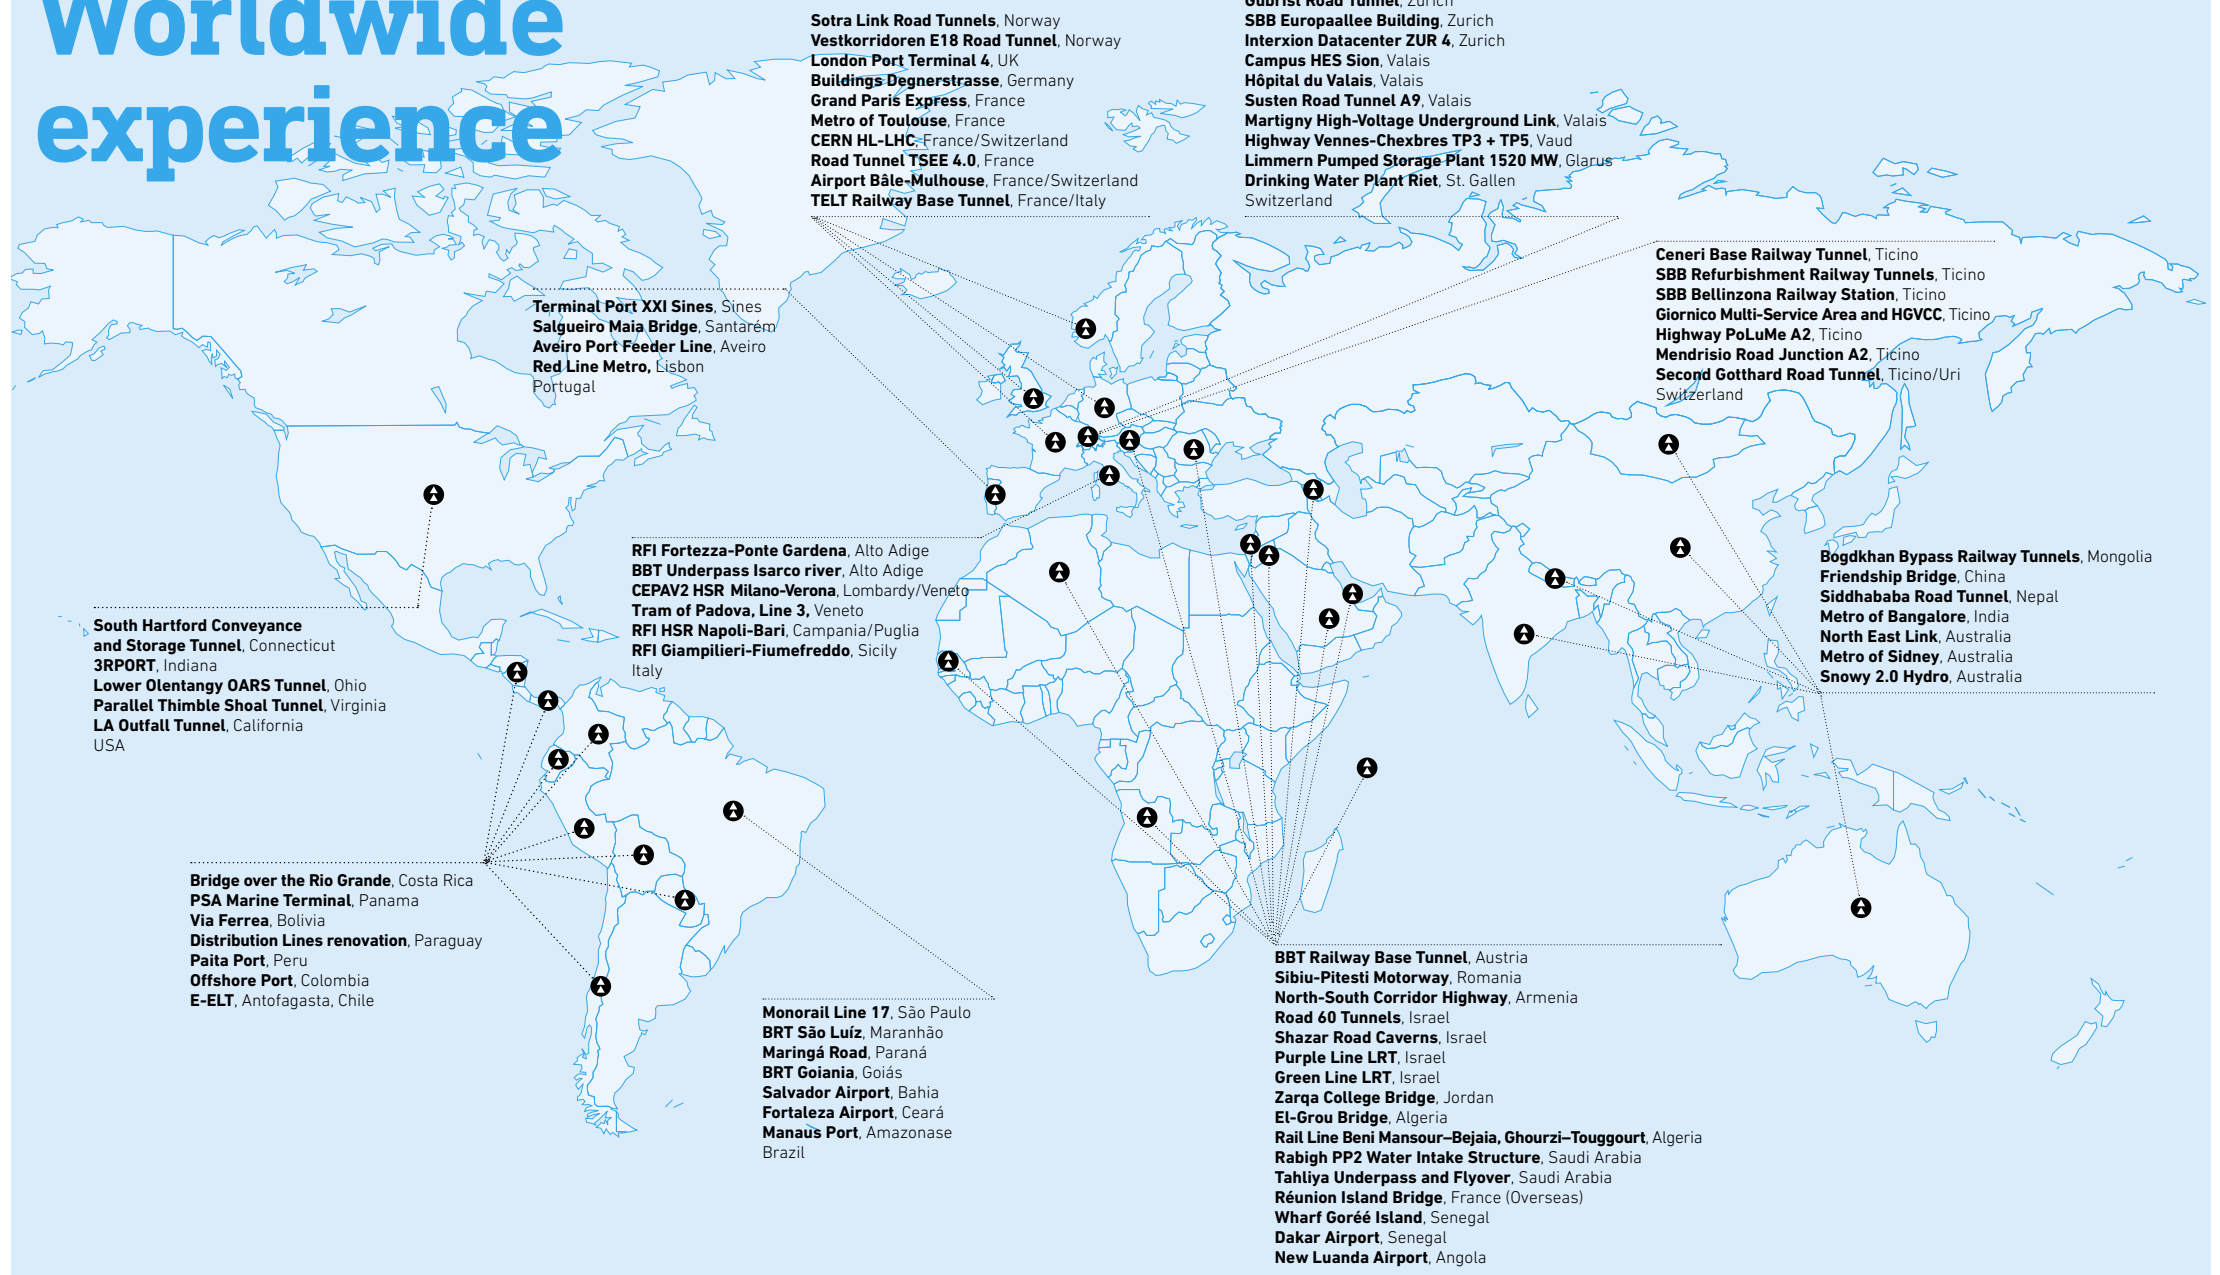 Worldwide
experience
Sotra Link Road Tunnels, Norway
Vestkorridoren E18 Road Tunnel, Norway
London Port Terminal 4, UK
Buildings Degnerstrasse, Germany
Grand Paris Express, France
Metro of Toulouse, France
CERN HL-LHC, France/Switzerland
Road Tunnel TSEE 4.0, France
Airport Bâle-Mulhouse, France/Switzerland
TELT Railway Base Tunnel, France/Italy
Gubrist Road Tunnel, Zurich
SBB Europaallee Building, Zurich
Interxion Datacenter ZUR 4, Zurich
Campus HES Sion, Valais
Hôpital du Valais, Valais
Susten Road Tunnel A9, Valais
Martigny High-Voltage Underground Link, Valais
Highway Vennes-Chexbres TP3 + TP5, Vaud
Limmern Pumped Storage Plant 1520 MW, Glarus
Drinking Water Plant Riet, St. Gallen
Switzerland
Ceneri Base Railway Tunnel, Ticino
SBB Refurbishment Railway Tunnels, Ticino
SBB Bellinzona Railway Station, Ticino
Giornico Multi-Service Area and HGVCC, Ticino
Highway PoLuMe A2, Ticino
Mendrisio Road Junction A2, Ticino
Second Gotthard Road Tunnel, Ticino/Uri
Switzerland
Terminal Port XXI Sines, Sines
Salgueiro Maia Bridge, Santarém
Aveiro Port Feeder Line, Aveiro
Red Line Metro, Lisbon
Portugal
RFI Fortezza-Ponte Gardena, Alto Adige
BBT Underpass Isarco river, Alto Adige
CEPAV2 HSR Milano-Verona, Lombardy/Veneto
Tram of Padova, Line 3, Veneto
RFI HSR Napoli-Bari, Campania/Puglia
RFI Giampilieri-Fiumefreddo, Sicily
Italy
Bogdkhan Bypass Railway Tunnels, Mongolia
Friendship Bridge, China
Siddhababa Road Tunnel, Nepal
Metro of Bangalore, India
North East Link, Australia
Metro of Sidney, Australia
Snowy 2.0 Hydro, Australia
South Hartford Conveyance
and Storage Tunnel, Connecticut
3RPORT, Indiana
Lower Olentangy OARS Tunnel, Ohio
Parallel Thimble Shoal Tunnel, Virginia
LA Outfall Tunnel, California
USA
Bridge over the Rio Grande, Costa Rica
PSA Marine Terminal, Panama
Via Ferrea, Bolivia
Distribution Lines renovation, Paraguay
Paita Port, Peru
Offshore Port, Colombia
E-ELT, Antofagasta, Chile
Monorail Line 17, São Paulo
BRT São Luíz, Maranhão
Maringá Road, Paraná
BRT Goiania, Goiás
Salvador Airport, Bahia
Fortaleza Airport, Ceará
Manaus Port, Amazonase
Brazil
BBT Railway Base Tunnel, Austria
Sibiu-Pitesti Motorway, Romania
North-South Corridor Highway, Armenia
Road 60 Tunnels, Israel
Shazar Road Caverns, Israel
Purple Line LRT, Israel
Green Line LRT, Israel
Zarqa College Bridge, Jordan
El-Grou Bridge, Algeria
Rail Line Beni Mansour–Bejaia, Ghourzi–Touggourt, Algeria
Rabigh PP2 Water Intake Structure, Saudi Arabia
Tahliya Underpass and Flyover, Saudi Arabia
Réunion Island Bridge, France (Overseas)
Wharf Goréé Island, Senegal
Dakar Airport, Senegal
New Luanda Airport, Angola